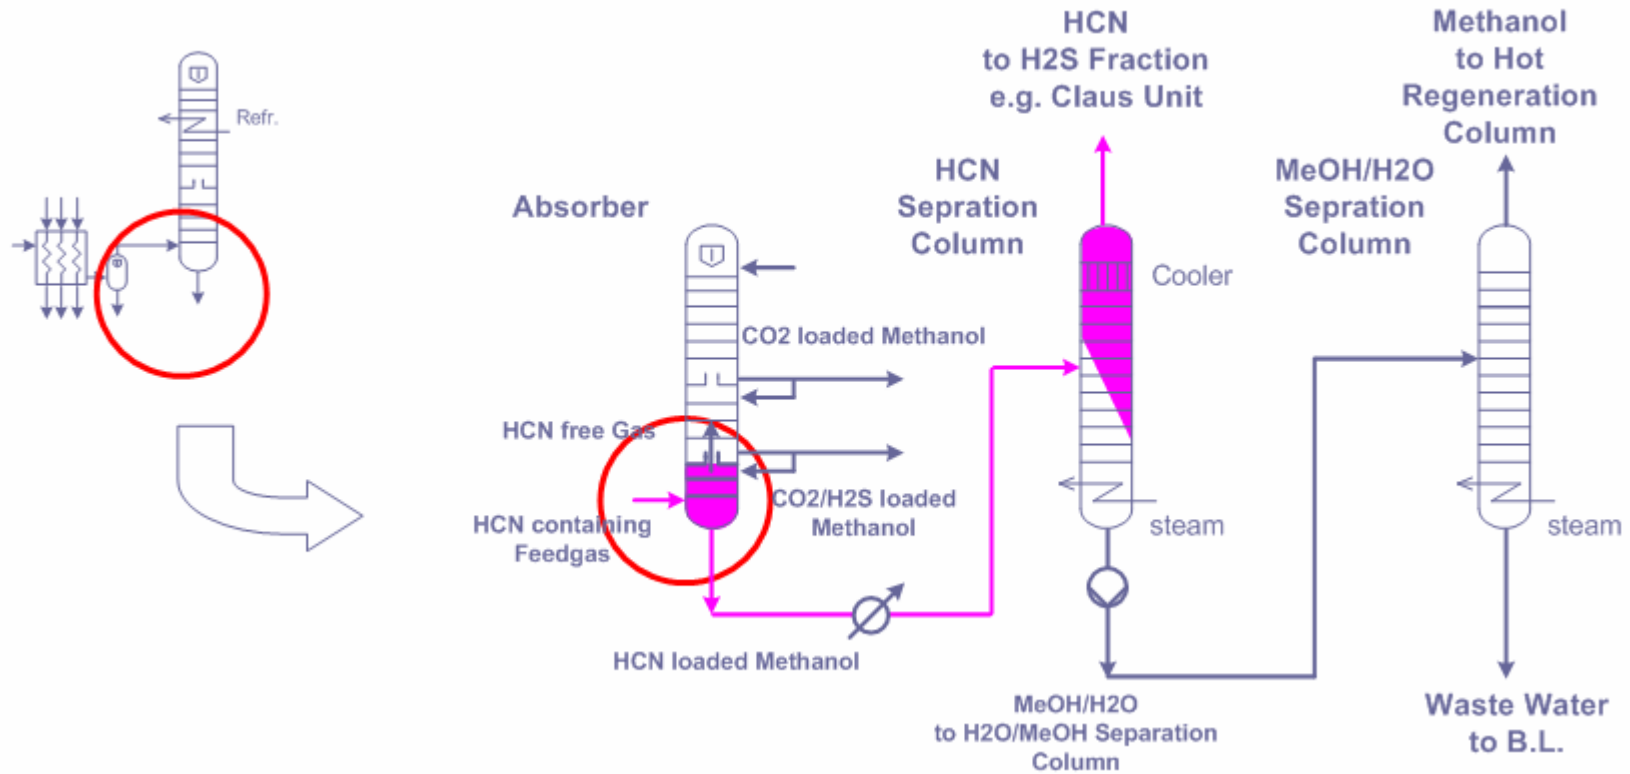 HCN
to H2S Fraction
e.g. Claus Unit
Methanol
to Hot
Regeneration
Column
Refr.
Absorber
HCN
Sepration
Column
MeOH/H2O
Sepration
Column
Cooler
CO2 loaded Methanol
HCN free Gas
CO2/H2S loaded
Methanol
HCN containing
Feedgas
steam
steam
HCN loaded Methanol
MeOH/H2O
to H2O/MeOH Separation
Column
Waste Water
to B.L.